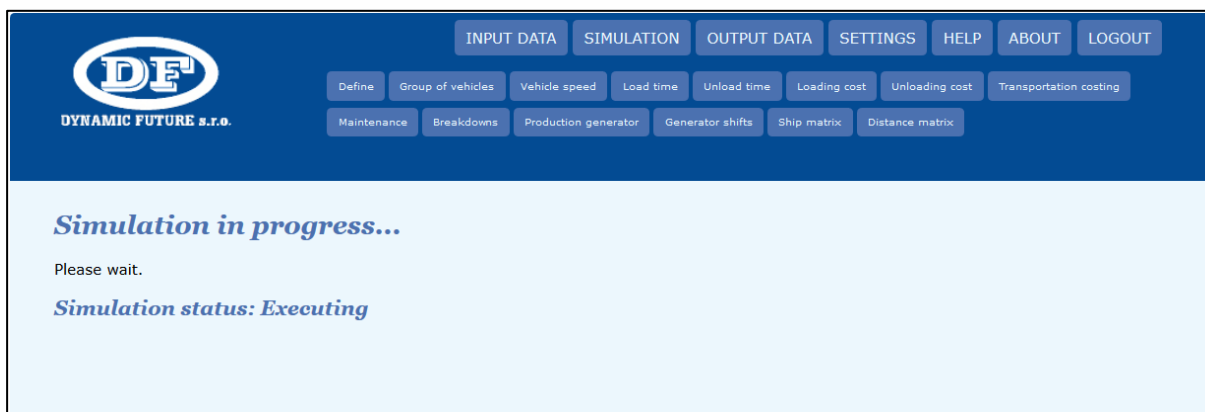 INPUT DATA SIMULATION OUTPUT DATA SETTINGS HELP ABOUT LOGOUT
DF
DYNAMIC FUTURE s.r.o.
Define Group of vehicles Vehicle speed Load time Unload time Loading cost Unloading cost Transportation costing
Maintenance Breakdowns Production generator Generator shifts Ship matrix Distance matrix
Simulation in progress...
Please wait.
Simulation status: Executing